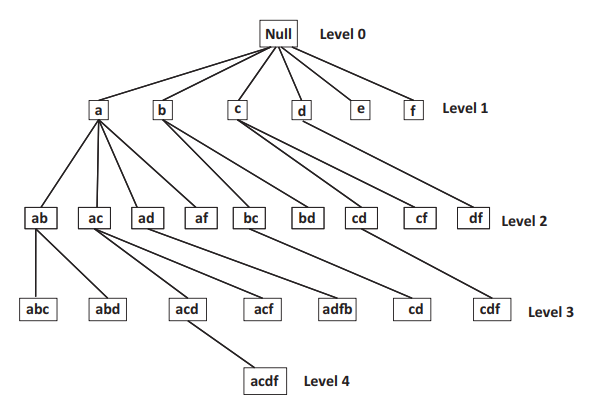 Null Level 0
a b c d e f Level 1
ab ac ad af bc bd cd cf df Level 2
abc abd acd acf adfb cd cdf Level 3
acdf Level 4